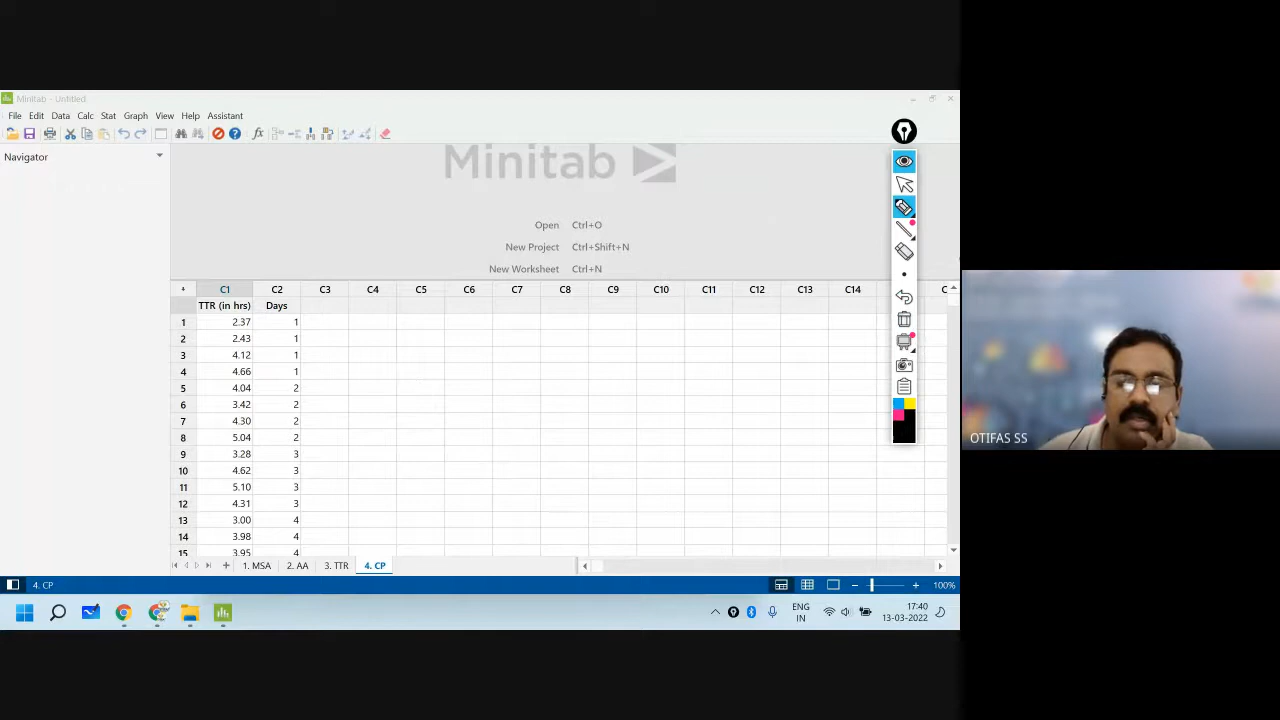 Minitab - Untitled
File Edit Data Calc Stat Graph View Help Assistant
Navigator
Minitab
Open Ctrl+O
New Project Ctrl+Shift+N
New Worksheet Ctrl+N
C1 C2 C3 C4 C5 C6 C7 C8 C9 C10 C11 C12 C13 C14 C
TTR (in hrs) Days
1 2.37 1
2 2.43 1
3 4.12 1
4 4.66 1
5 4.04 2
6 3.42 2
7 4.30 2
8 5.04 2
9 3.28 3
10 4.62 3
11 5.10 3
12 4.31 3
13 3.00 4
14 3.98 4
15 3.95 4
1. MSA 2. AA 3. TTR 4. CP
4. CP 100%
ENG 17:40
IN 13-03-2022
OTIFAS SS